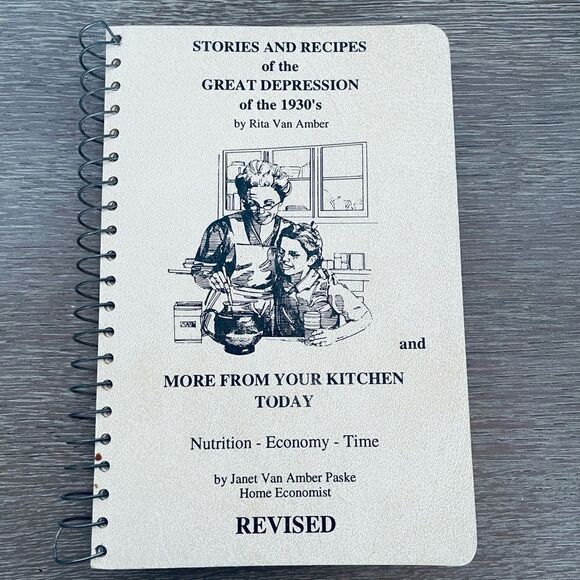 STORIES AND RECIPES
of the
GREAT DEPRESSION
of the 1930's
by Rita Van Amber
and
MORE FROM YOUR KITCHEN
TODAY
Nutrition - Economy - Time
by Janet Van Amber Paske
Home Economist
REVISED